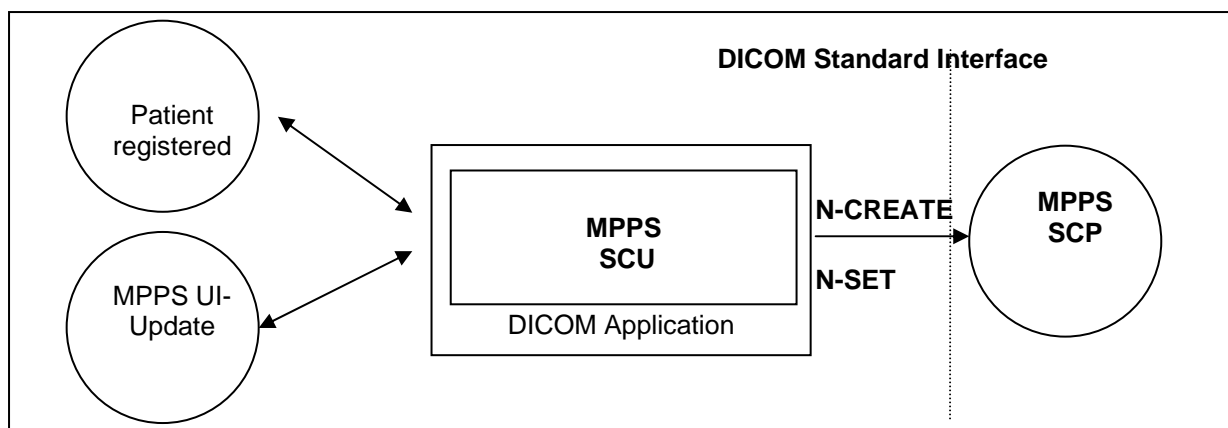 DICOM Standard Interface
Patient
registered
MPPS UI-
Update
MPPS
SCU
DICOM Application
N-CREATE
N-SET
MPPS
SCP